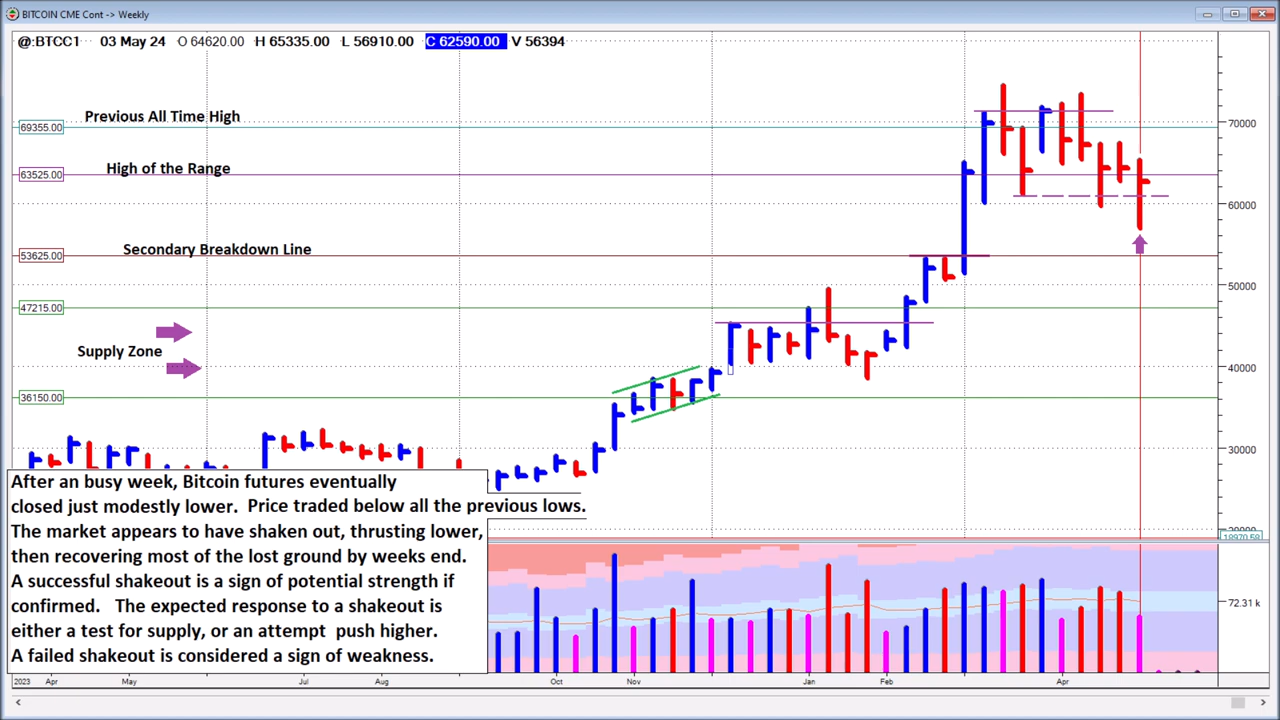 BITCOIN CME Cont -> Weekly
@:BTCC1 03 May 24 O 64620.00 H 65335.00 L 56910.00 C 62590.00 V 56394
Previous All Time High
69355.00
70000
High of the Range
63525.00
60000
Secondary Breakdown Line
53625.00
50000
47215.00
Supply Zone
40000
36150.00
30000
After an busy week, Bitcoin futures eventually
closed just modestly lower. Price traded below all the previous lows.
The market appears to have shaken out, thrusting lower,
then recovering most of the lost ground by weeks end.
A successful shakeout is a sign of potential strength if
confirmed. The expected response to a shakeout is
either a test for supply, or an attempt push higher.
A failed shakeout is considered a sign of weakness.
20000
18970.58
72.31 k
2023 Apr May Jul Aug Oct Nov Jan Feb Apr